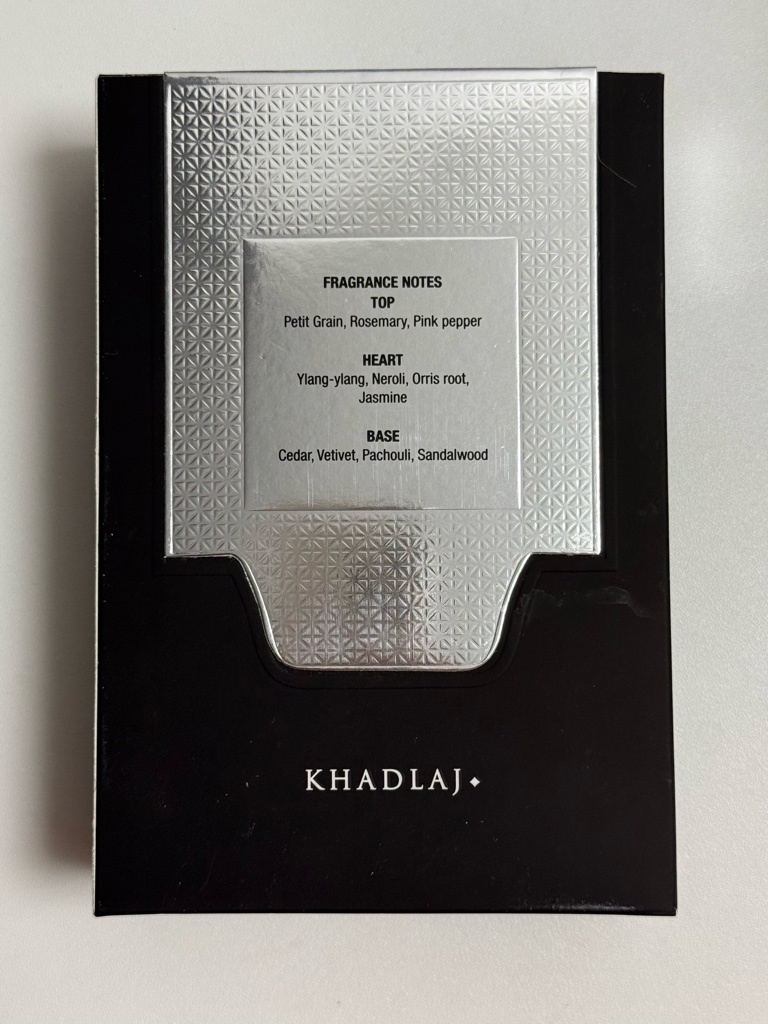 FRAGRANCE NOTES
TOP
Petit Grain, Rosemary, Pink pepper
HEART
Ylang-ylang, Neroli, Orris root,
Jasmine
BASE
Cedar, Vetivet, Pachouli, Sandalwood
KHADLAJ